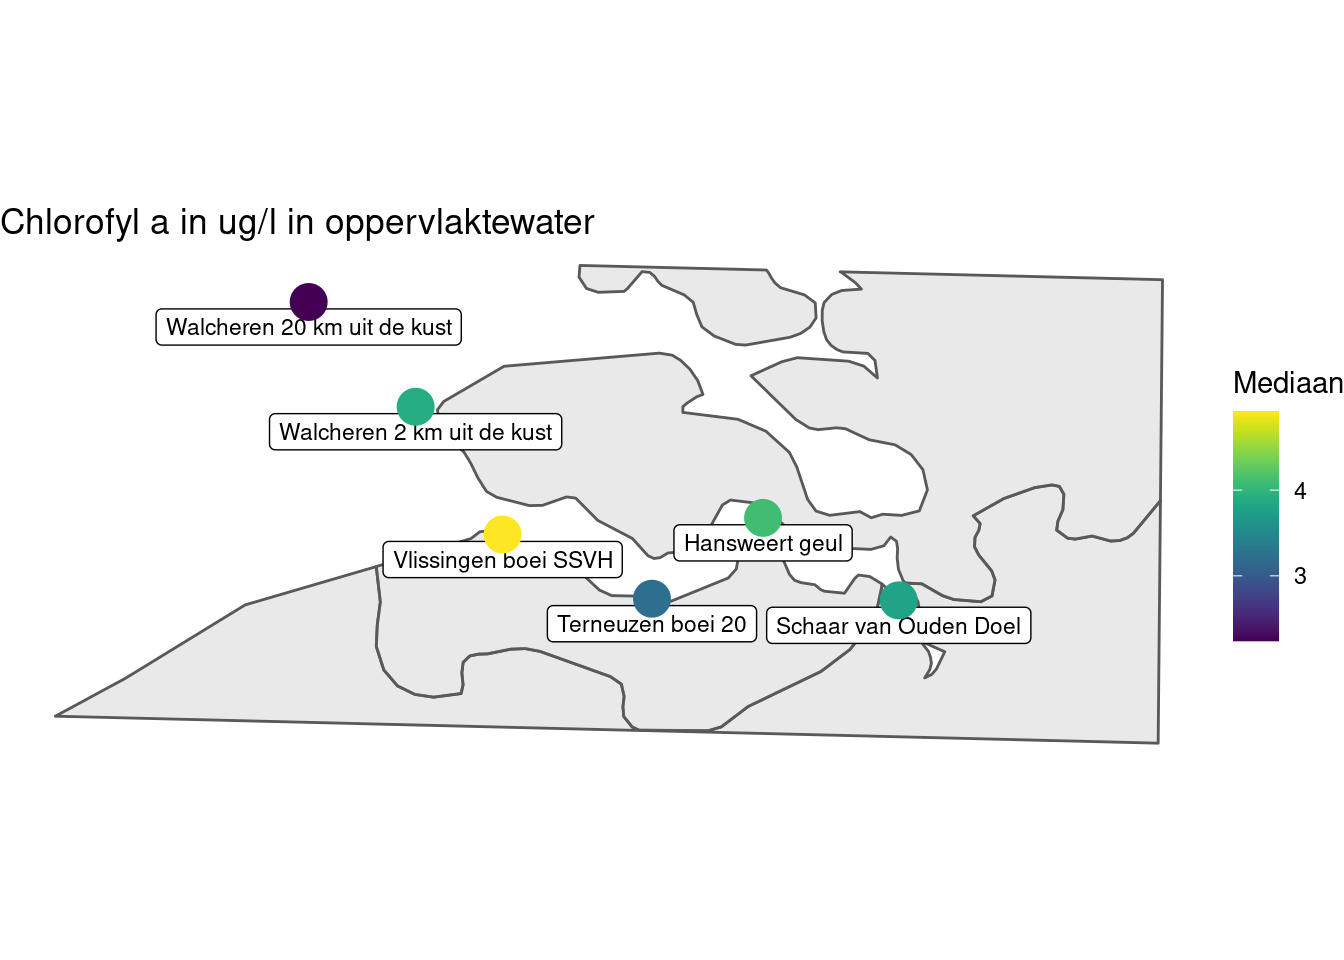 Chlorofyl a in ug/l in oppervlaktewater
Walcheren 20 km uit de kust
Walcheren 2 km uit de kust
Vlissingen boei SSVH
Hansweert geul
Terneuzen boei 20
Schaar van Ouden Doel
Mediaan
4
3